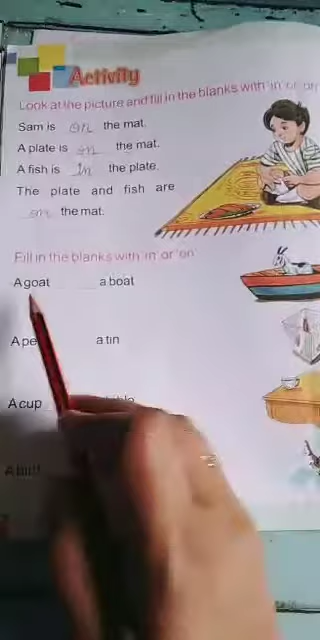 Activity
Look at the picture and fill in the blanks with 'in' or 'on'
Sam is on the mat.
A plate is on the mat.
A fish is in the plate.
The plate and fish are
on the mat.
Fill in the blanks with 'in' or 'on'
A goat ___ a boat
A pe a tin
A cup